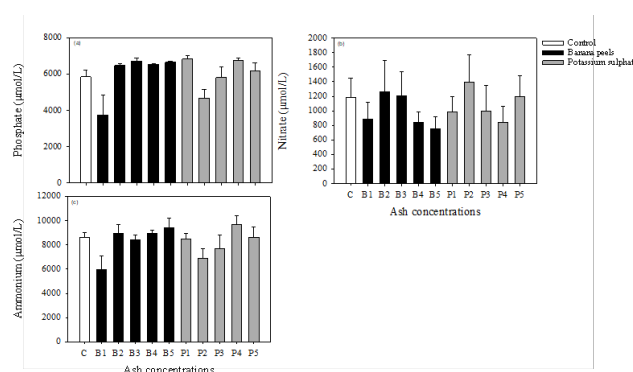 (a)
8000
6000
4000
2000
0
Phosphate (µmol/L)
(b)
2000
1800
1600
1400
1200
1000
800
600
400
200
0
Nitrate (µmol/L)
C B1 B2 B3 B4 B5 P1 P2 P3 P4 P5
Ash concentrations
Control
Banana peels
Potassium sulphat
(c)
12000
10000
8000
6000
4000
2000
0
Ammonium (µmol/L)
C B1 B2 B3 B4 B5 P1 P2 P3 P4 P5
Ash concentrations